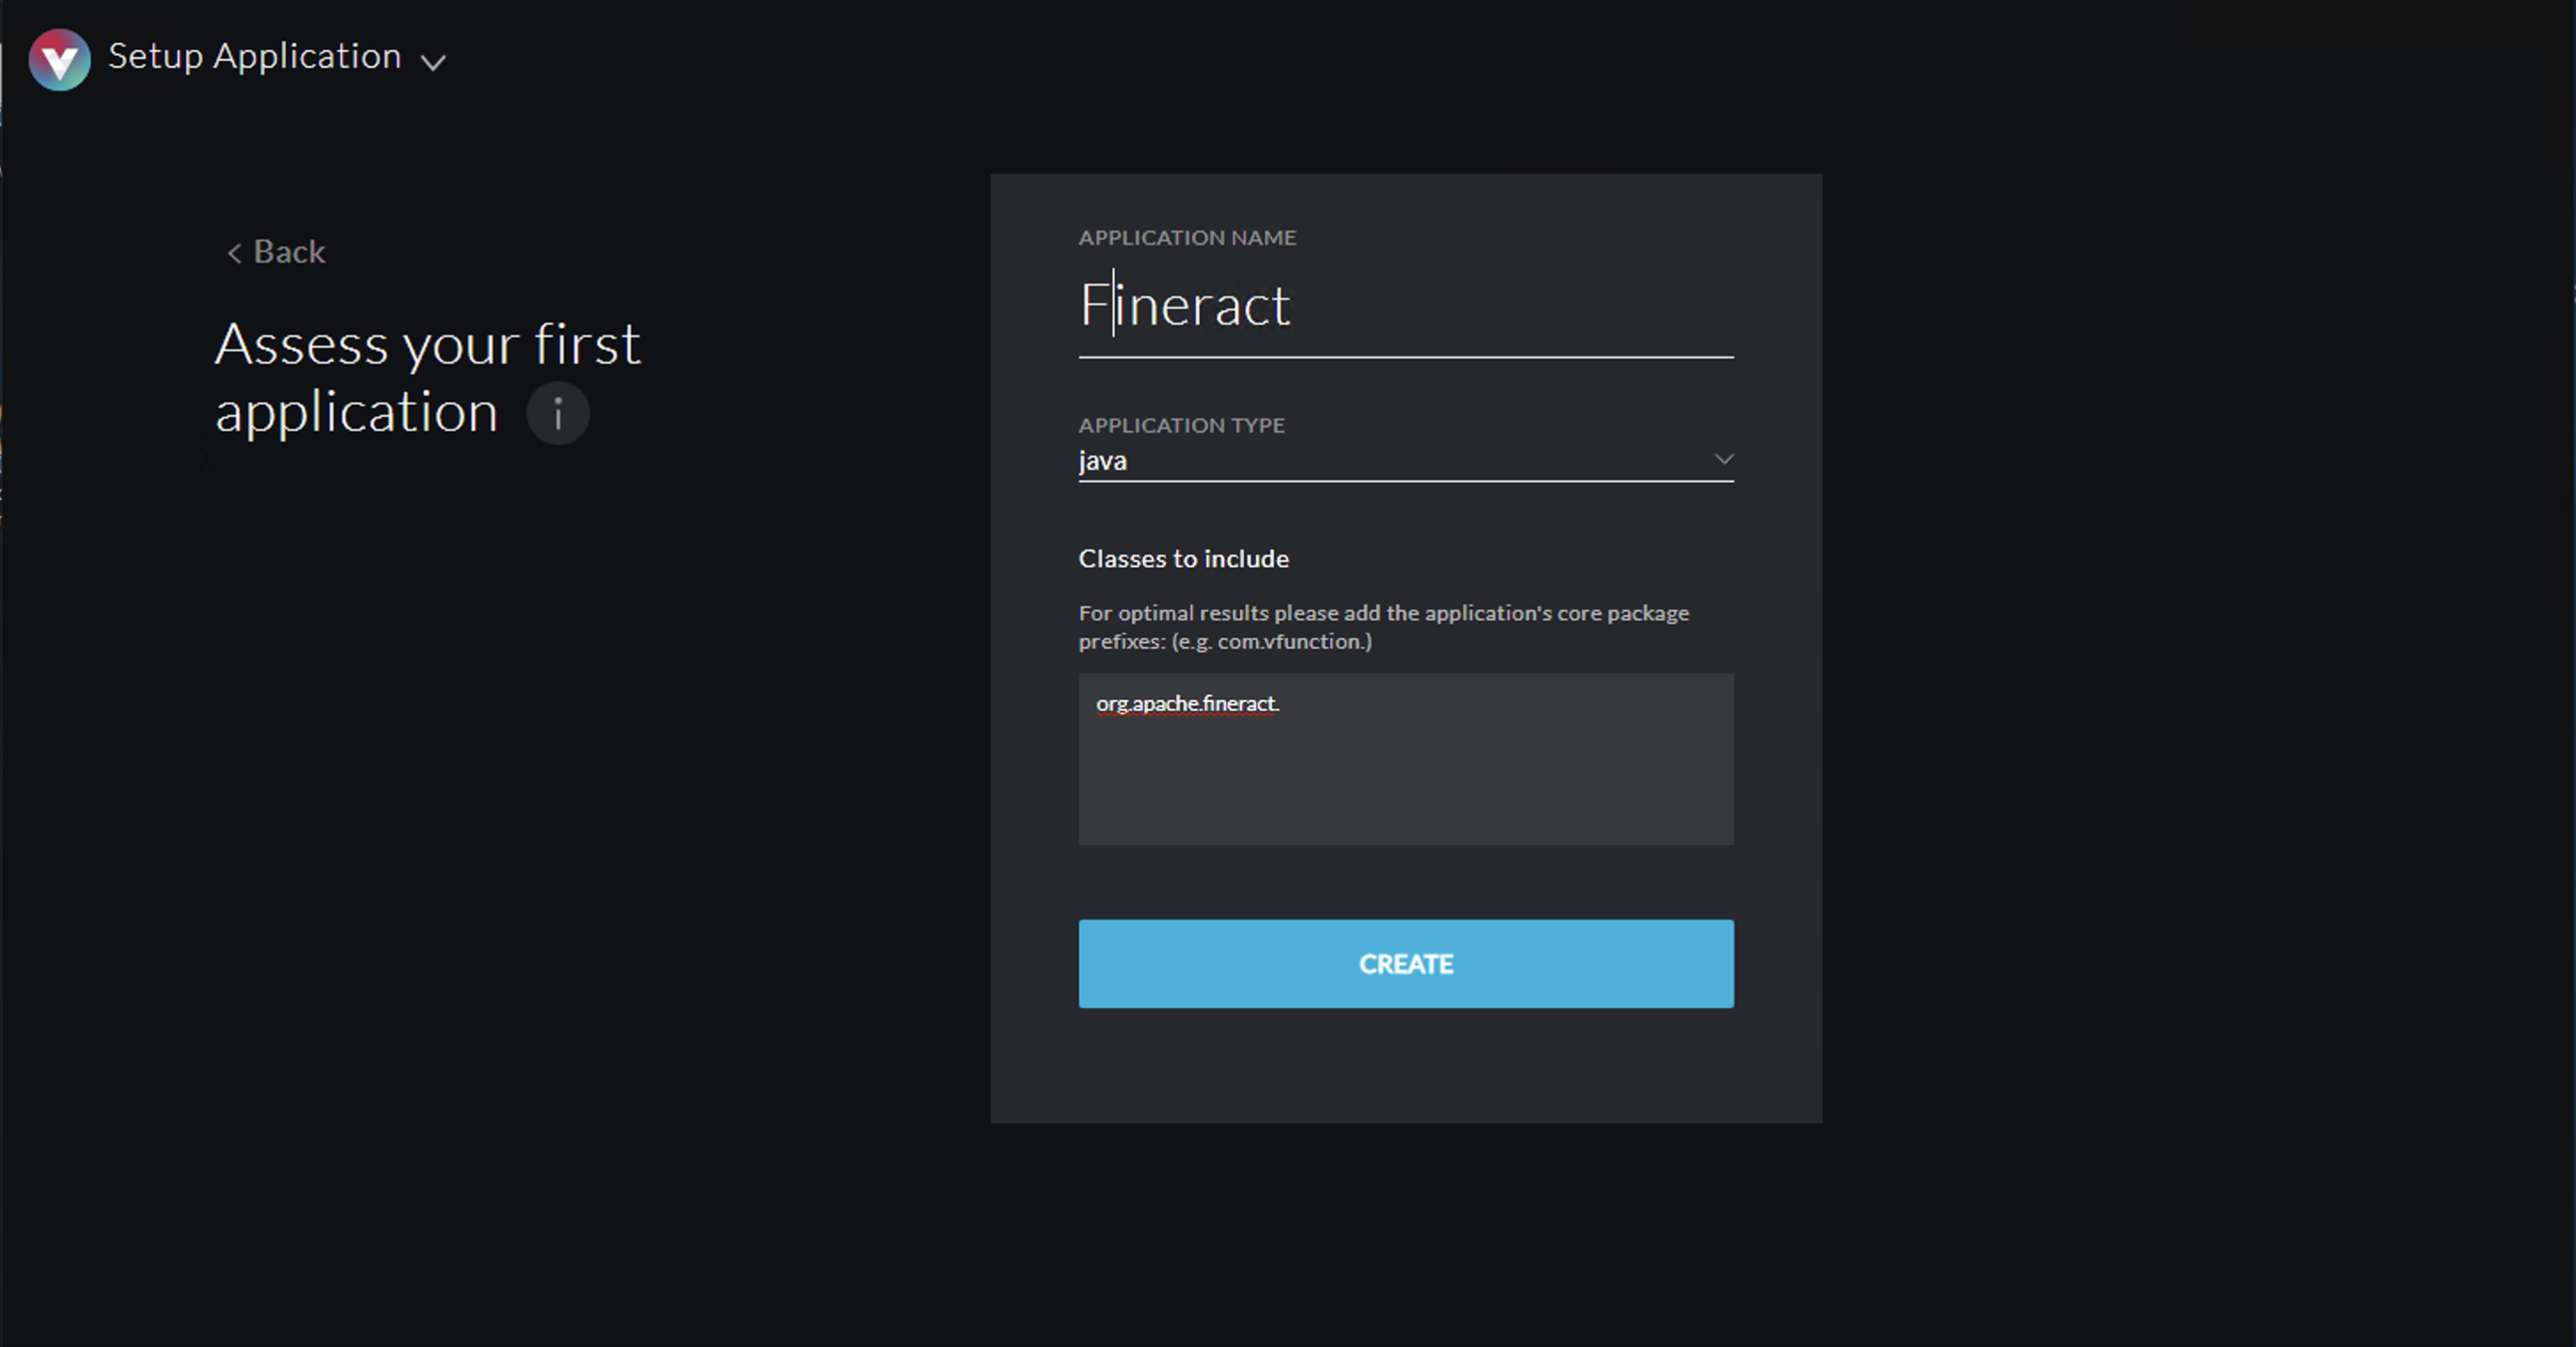 Setup Application
< Back
Assess your first
application
i
APPLICATION NAME
Fineract
APPLICATION TYPE
java
Classes to include
For optimal results please add the application's core package
prefixes: (e.g. com.vfunction.)
org.apache.fineract.
CREATE